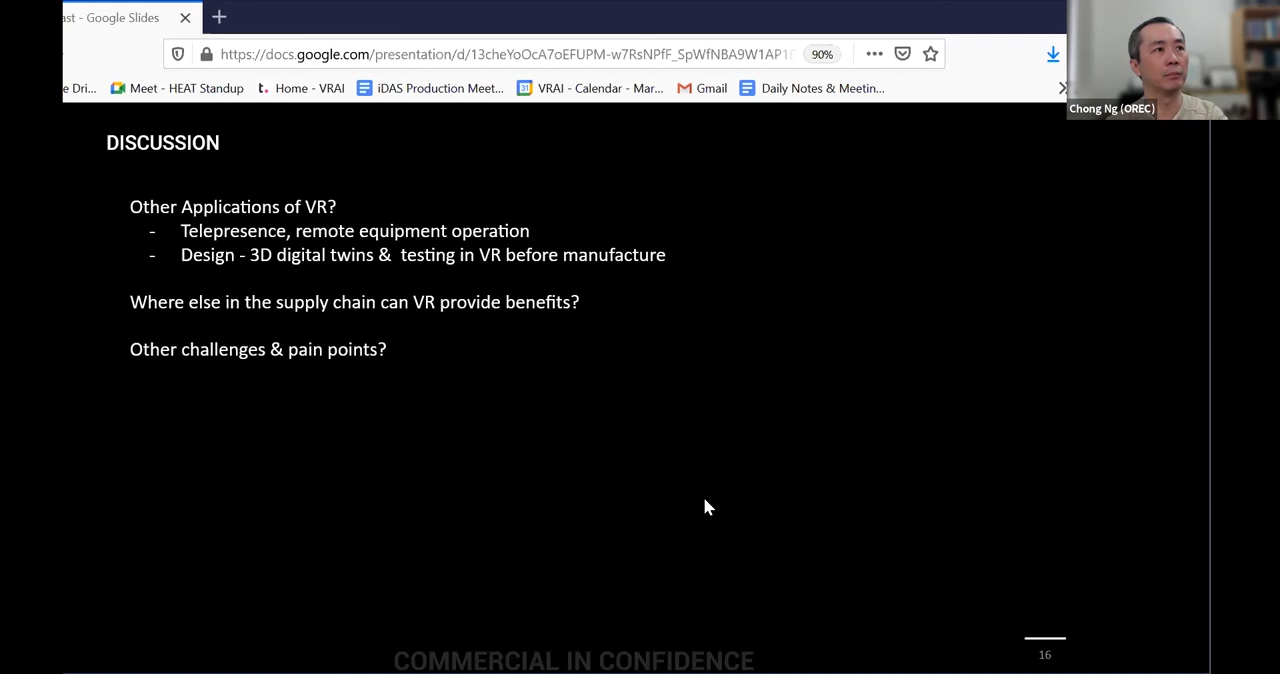 ast - Google Slides
https://docs.google.com/presentation/d/13cheYoOcA7oEFUPM-w7RsNPfF_SpWfNBA9W1AP1 90%
e Dri... Meet - HEAT Standup t. Home - VRAI iDAS Production Meet... 31 VRAI - Calendar - Mar... Gmail Daily Notes & Meetin...
Chong Ng (OREC)
DISCUSSION
Other Applications of VR?
- Telepresence, remote equipment operation
- Design - 3D digital twins & testing in VR before manufacture
Where else in the supply chain can VR provide benefits?
Other challenges & pain points?
16
COMMERCIAL IN CONFIDENCE